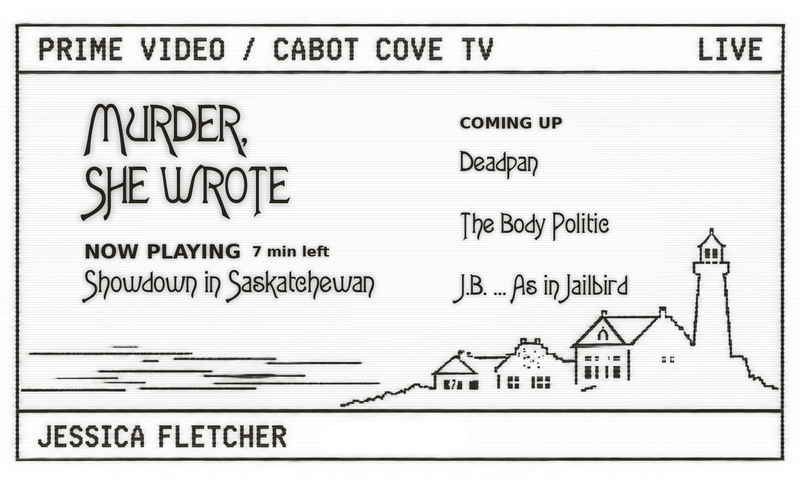 PRIME VIDEO / CABOT COVE TV LIVE
MURDER,
SHE WROTE
NOW PLAYING 7 min left
Showdown in Saskatchewan
COMING UP
Deadpan
The Body Politic
J.B. ... As in Jailbird
JESSICA FLETCHER